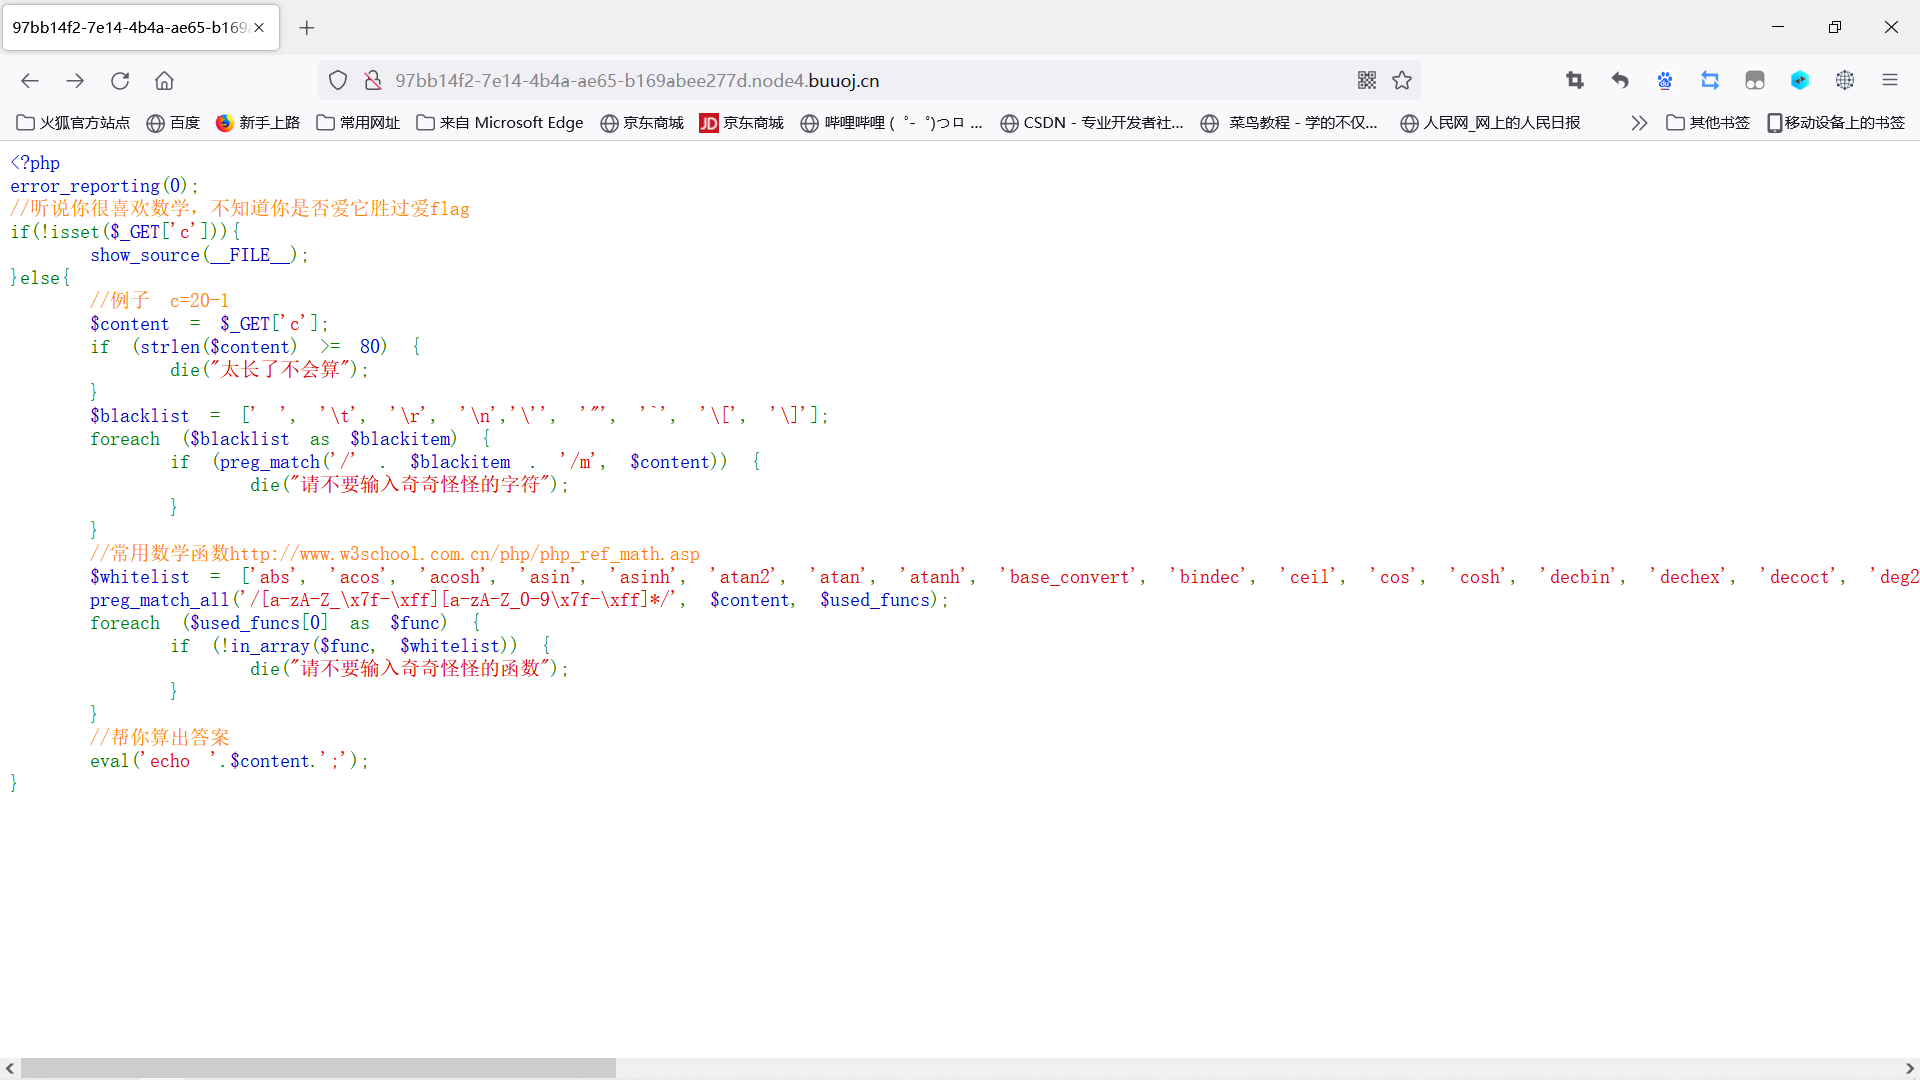 97bb14f2-7e14-4b4a-ae65-b169
97bb14f2-7e14-4b4a-ae65-b169abee277d.node4.buuoj.cn
火狐官方站点 百度 新手上路 常用网址 来自 Microsoft Edge 京东商城 JD 京东商城 哔哩哔哩 ( ゜- ゜)つロ ... CSDN - 专业开发者社... 菜鸟教程 - 学的不仅... 人民网_网上的人民日报 其他书签 移动设备上的书签
<?php
error_reporting(0);
//听说你很喜欢数学，不知道你是否爱它胜过爱flag
if(!isset($_GET['c'])){
    show_source(__FILE__);
}else{
    //例子 c=20-1
    $content = $_GET['c'];
    if (strlen($content) >= 80) {
        die("太长了不会算");
    }
    $blacklist = [' ', '\t', '\r', '\n','\'', '"', '`', '\[', '\]'];
    foreach ($blacklist as $blackitem) {
        if (preg_match('/' . $blackitem . '/m', $content)) {
            die("请不要输入奇奇怪怪的字符");
        }
    }
    //常用数学函数http://www.w3school.com.cn/php/php_ref_math.asp
    $whitelist = ['abs', 'acos', 'acosh', 'asin', 'asinh', 'atan2', 'atan', 'atanh', 'base_convert', 'bindec', 'ceil', 'cos', 'cosh', 'decbin', 'dechex', 'decoct', 'deg2
    preg_match_all('/[a-zA-Z_\x7f-\xff][a-zA-Z_0-9\x7f-\xff]*/', $content, $used_funcs);
    foreach ($used_funcs[0] as $func) {
        if (!in_array($func, $whitelist)) {
            die("请不要输入奇奇怪怪的函数");
        }
    }
    //帮你算出答案
    eval('echo '.$content.';');
}